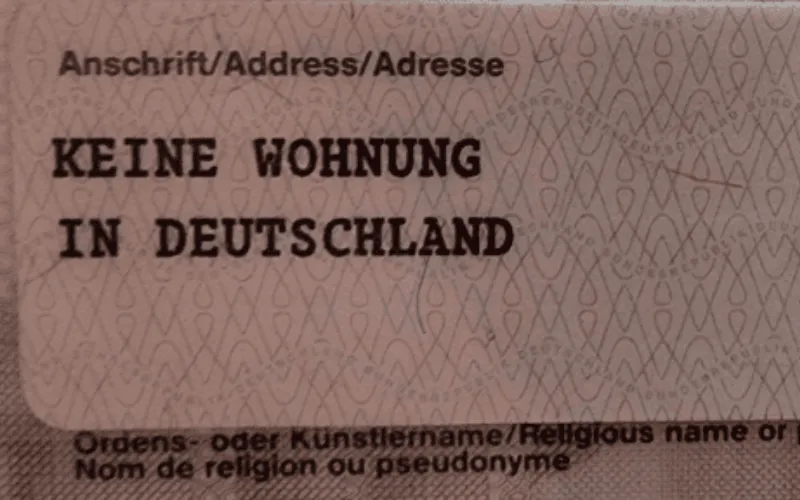 Anschrift/Address/Adresse
KEINE WOHNUNG
IN DEUTSCHLAND
Ordens- oder Künstlername/Religious name or
Nom de religion ou pseudonyme